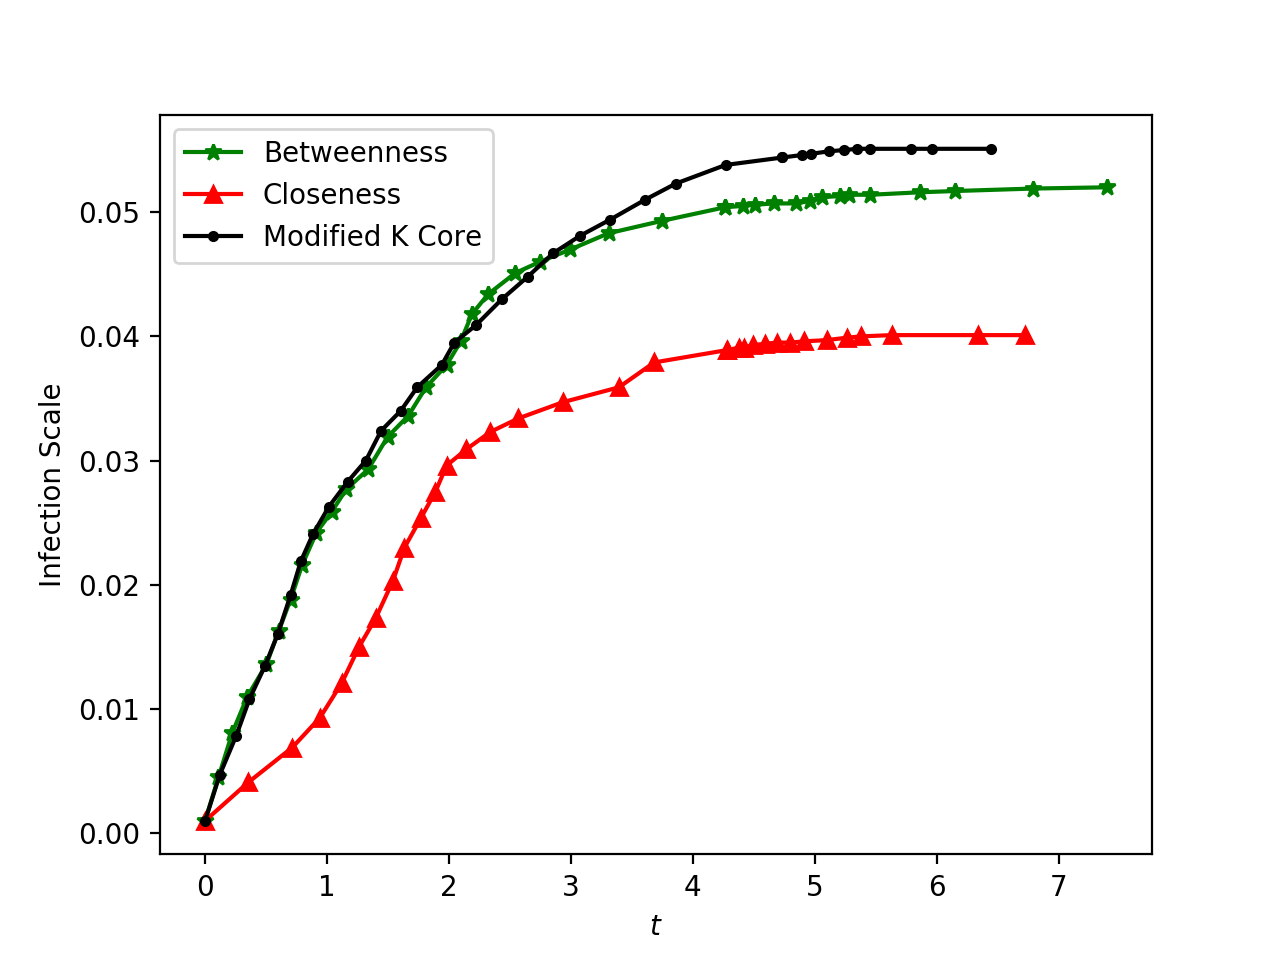 Betweenness
Closeness
Modified K Core
0.05
0.04
0.03
0.02
0.01
0.00
Infection Scale
0 1 2 3 4 5 6 7
t